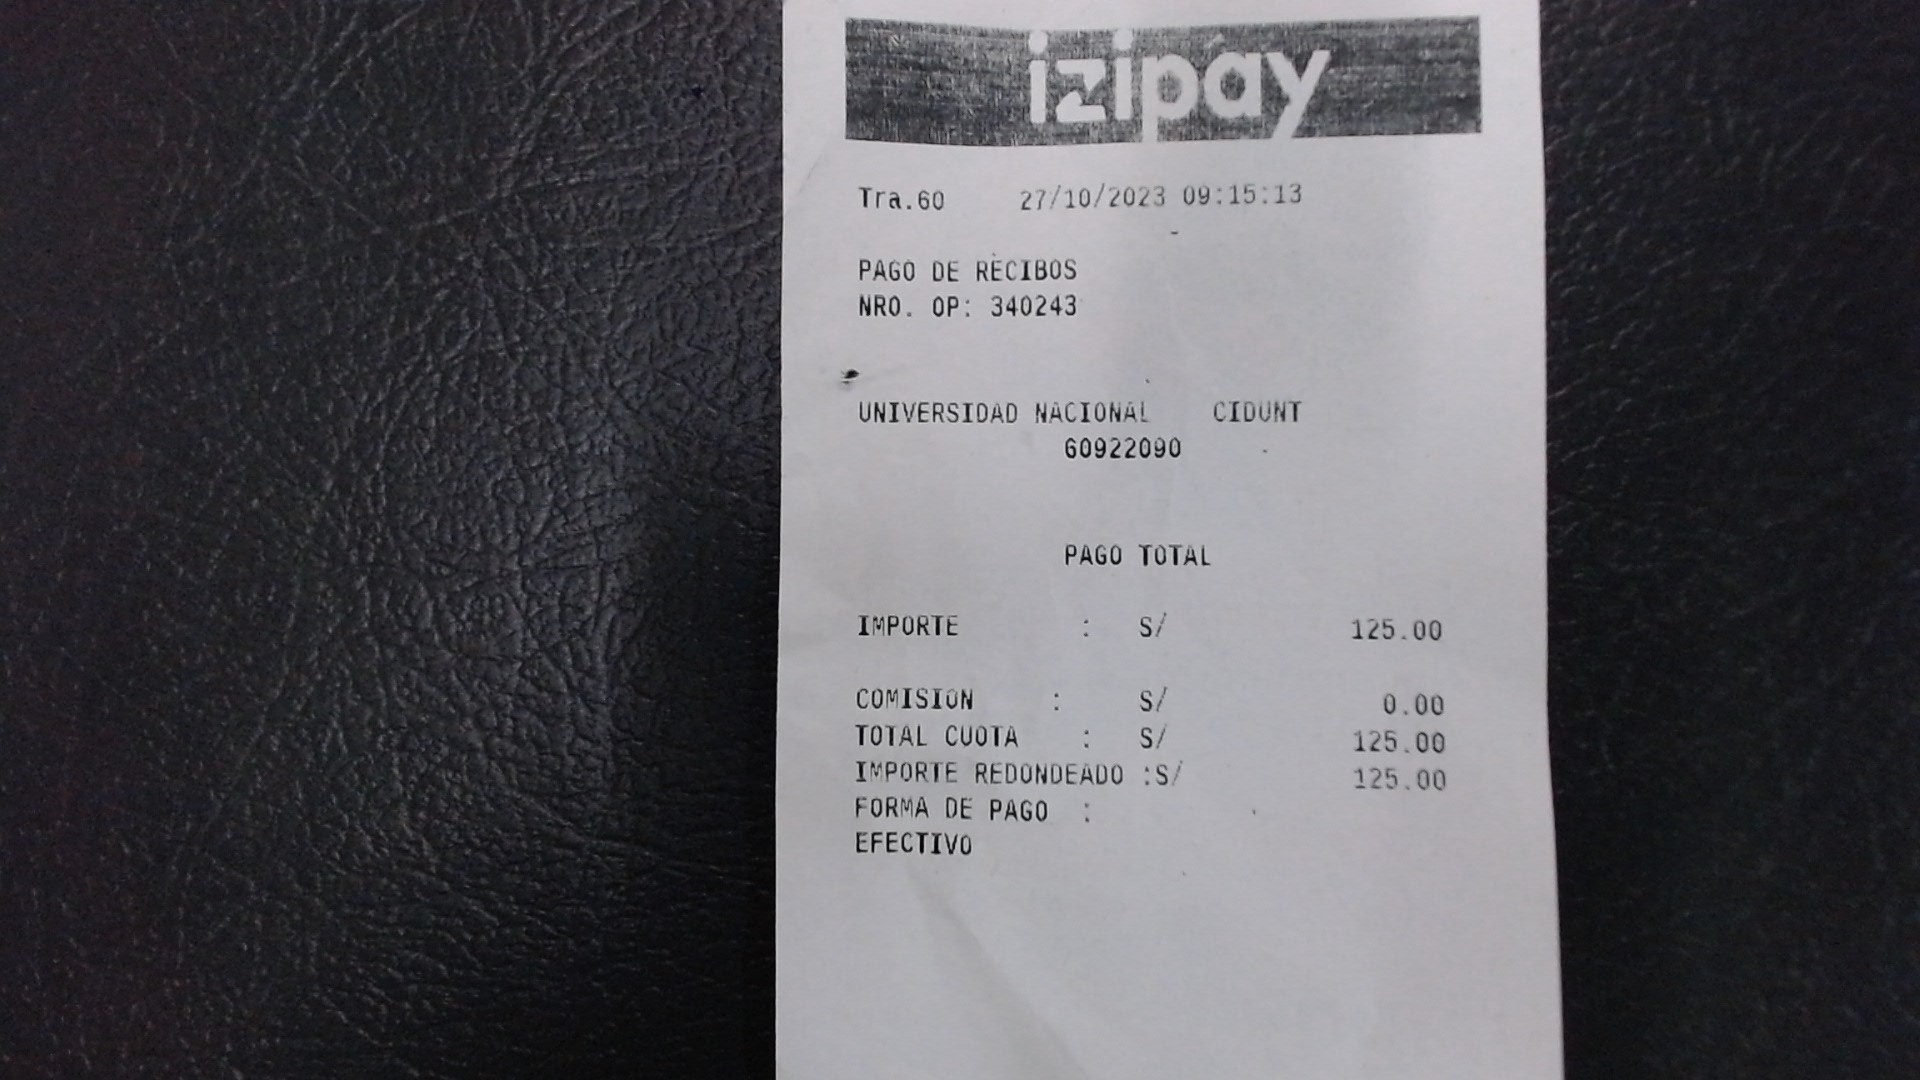 izipay
Tra.60 27/10/2023 09:15:13
PAGO DE RECIBOS
NRO. OP: 340243
UNIVERSIDAD NACIONAL CIDUNT
60922090
PAGO TOTAL
IMPORTE : S/ 125.00
COMISION : S/ 0.00
TOTAL CUOTA : S/ 125.00
IMPORTE REDONDEADO :S/ 125.00
FORMA DE PAGO :
EFECTIVO